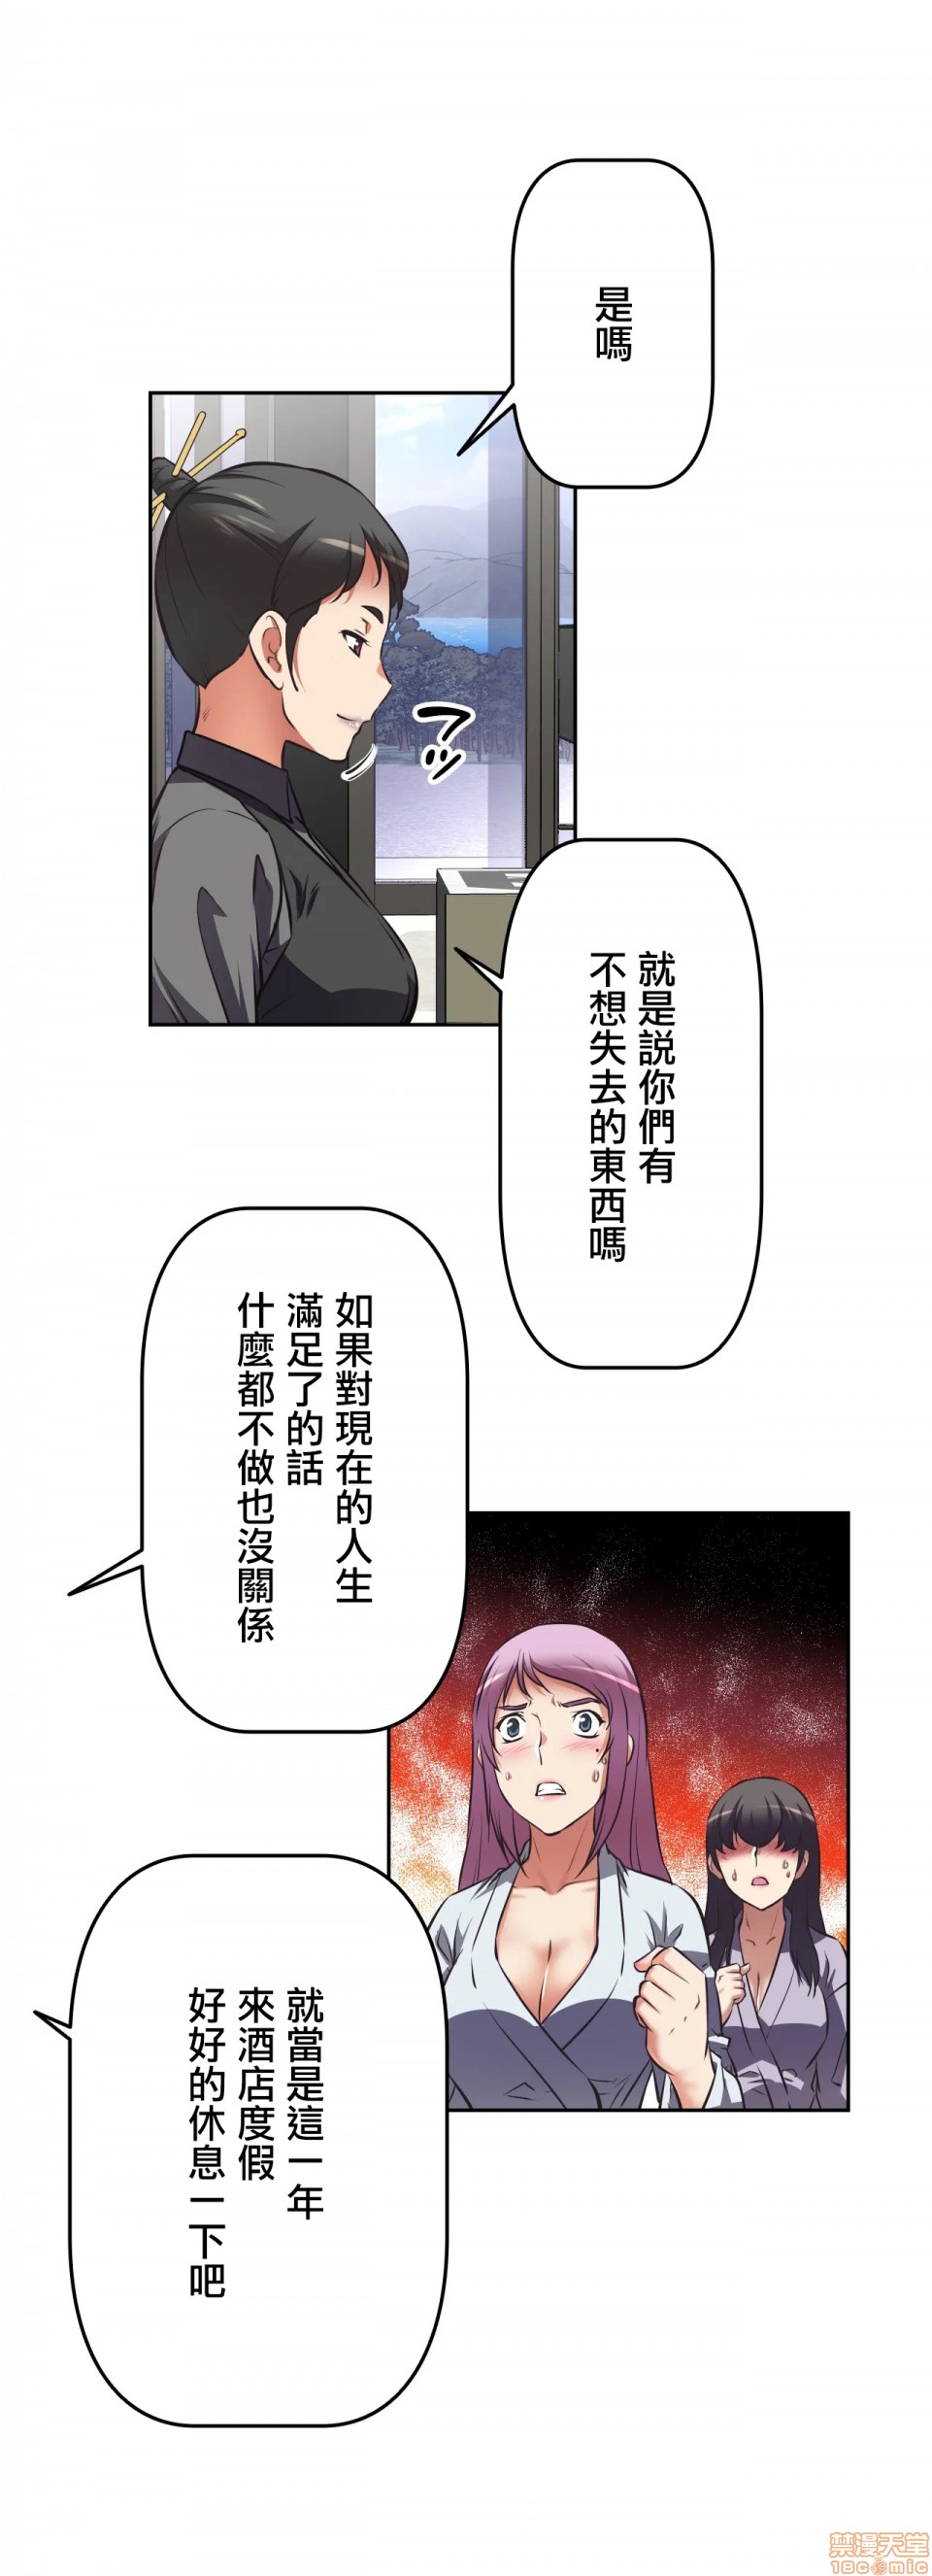 是嗎
フッ
就是說你們有
不想失去的東西嗎
如果對現在的人生
滿足了的話
什麼都不做也沒關係
就當是這一年
來酒店度假
好好的休息一下吧
禁漫天堂
18comic